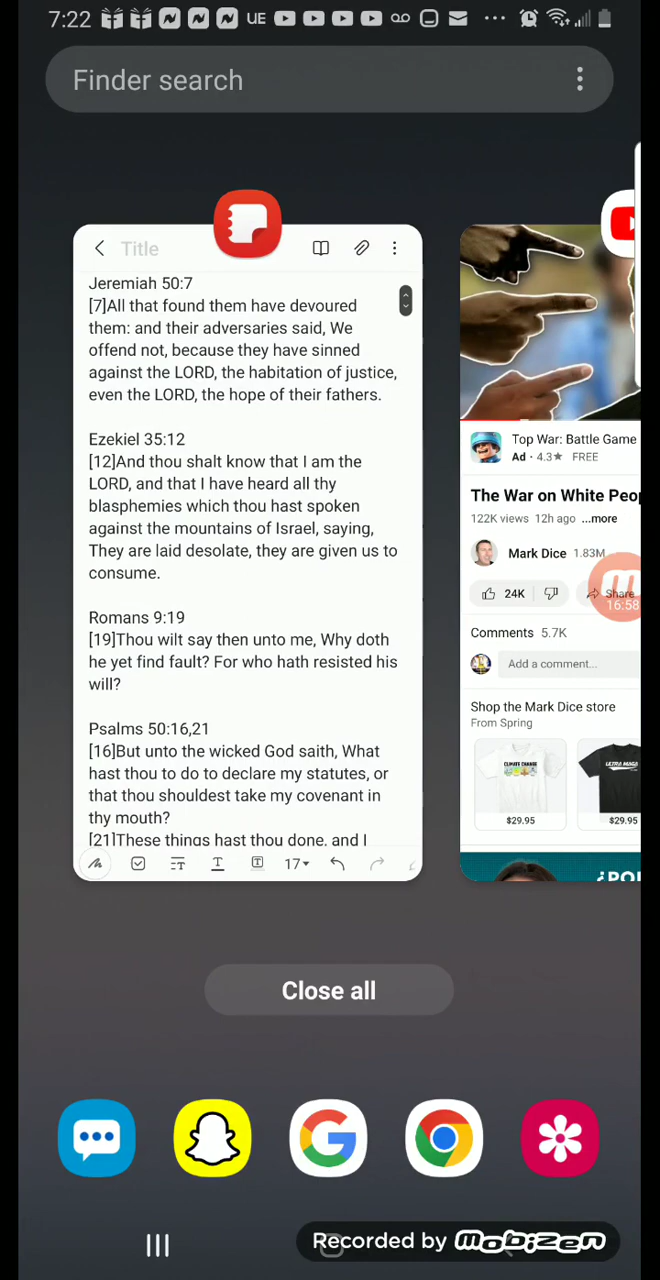 7:22 UE
Finder search
Title
Jeremiah 50:7
[7]All that found them have devoured
them: and their adversaries said, We
offend not, because they have sinned
against the LORD, the habitation of justice,
even the LORD, the hope of their fathers.
Ezekiel 35:12
[12]And thou shalt know that I am the
LORD, and that I have heard all thy
blasphemies which thou hast spoken
against the mountains of Israel, saying,
They are laid desolate, they are given us to
consume.
Romans 9:19
[19]Thou wilt say then unto me, Why doth
he yet find fault? For who hath resisted his
will?
Psalms 50:16,21
[16]But unto the wicked God saith, What
hast thou to do to declare my statutes, or
that thou shouldest take my covenant in
thy mouth?
[21]These things hast thou done, and I
17
Top War: Battle Game
Ad · 4.3★ FREE
The War on White Peo
122K views 12h ago ...more
Mark Dice 1.83M
24K Share
16:58
Comments 5.7K
Add a comment...
Shop the Mark Dice store
From Spring
CLIMATE CHANGE
ULTRA MAGA
$29.95 $29.95
¿PO
Close all
Recorded by mobizen